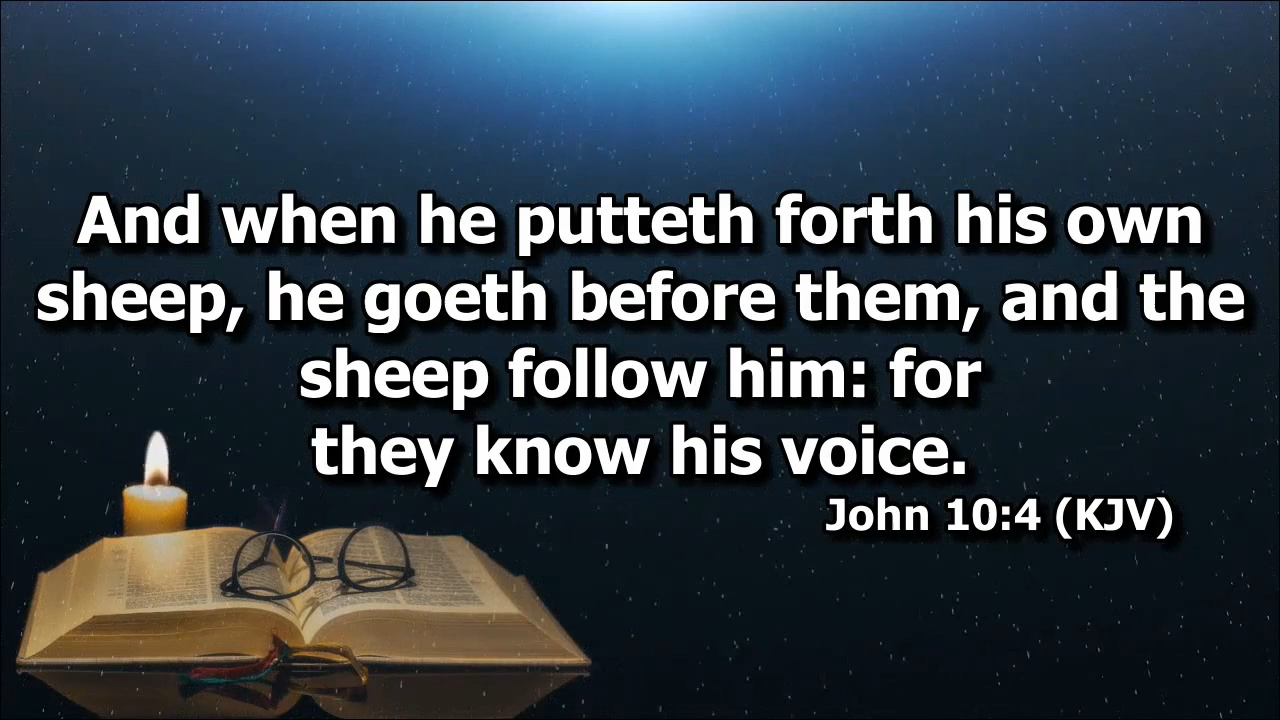 And when he putteth forth his own
sheep, he goeth before them, and the
sheep follow him: for
they know his voice.
John 10:4 (KJV)